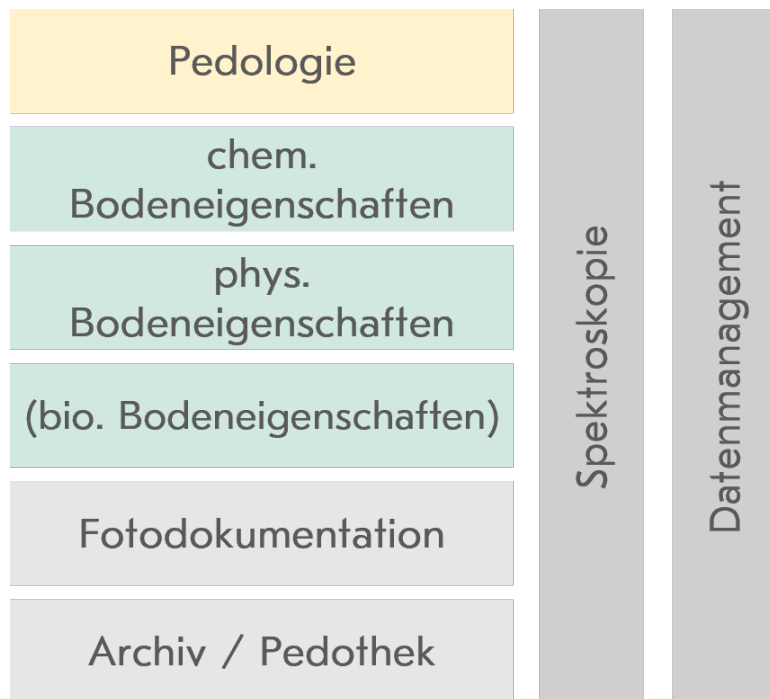 Pedologie
chem.
Bodeneigenschaften
phys.
Bodeneigenschaften
(bio. Bodeneigenschaften)
Fotodokumentation
Archiv / Pedothek
Spektroskopie
Datenmanagement